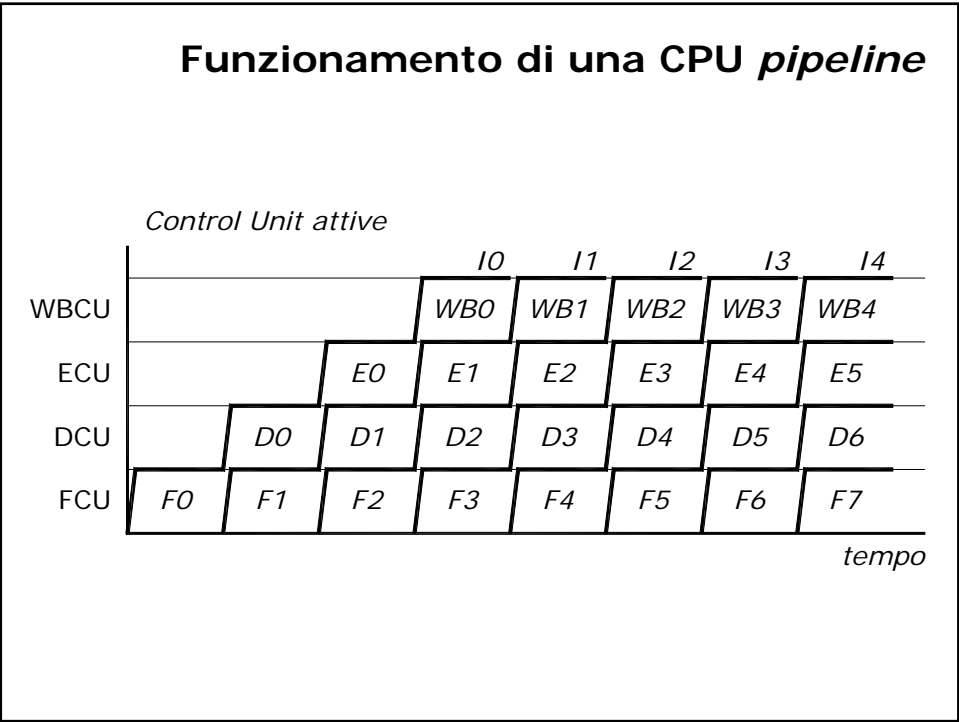 Funzionamento di una CPU pipeline
Control Unit attive
I0 I1 I2 I3 I4
WBCU WB0 WB1 WB2 WB3 WB4
ECU E0 E1 E2 E3 E4 E5
DCU D0 D1 D2 D3 D4 D5 D6
FCU F0 F1 F2 F3 F4 F5 F6 F7
tempo